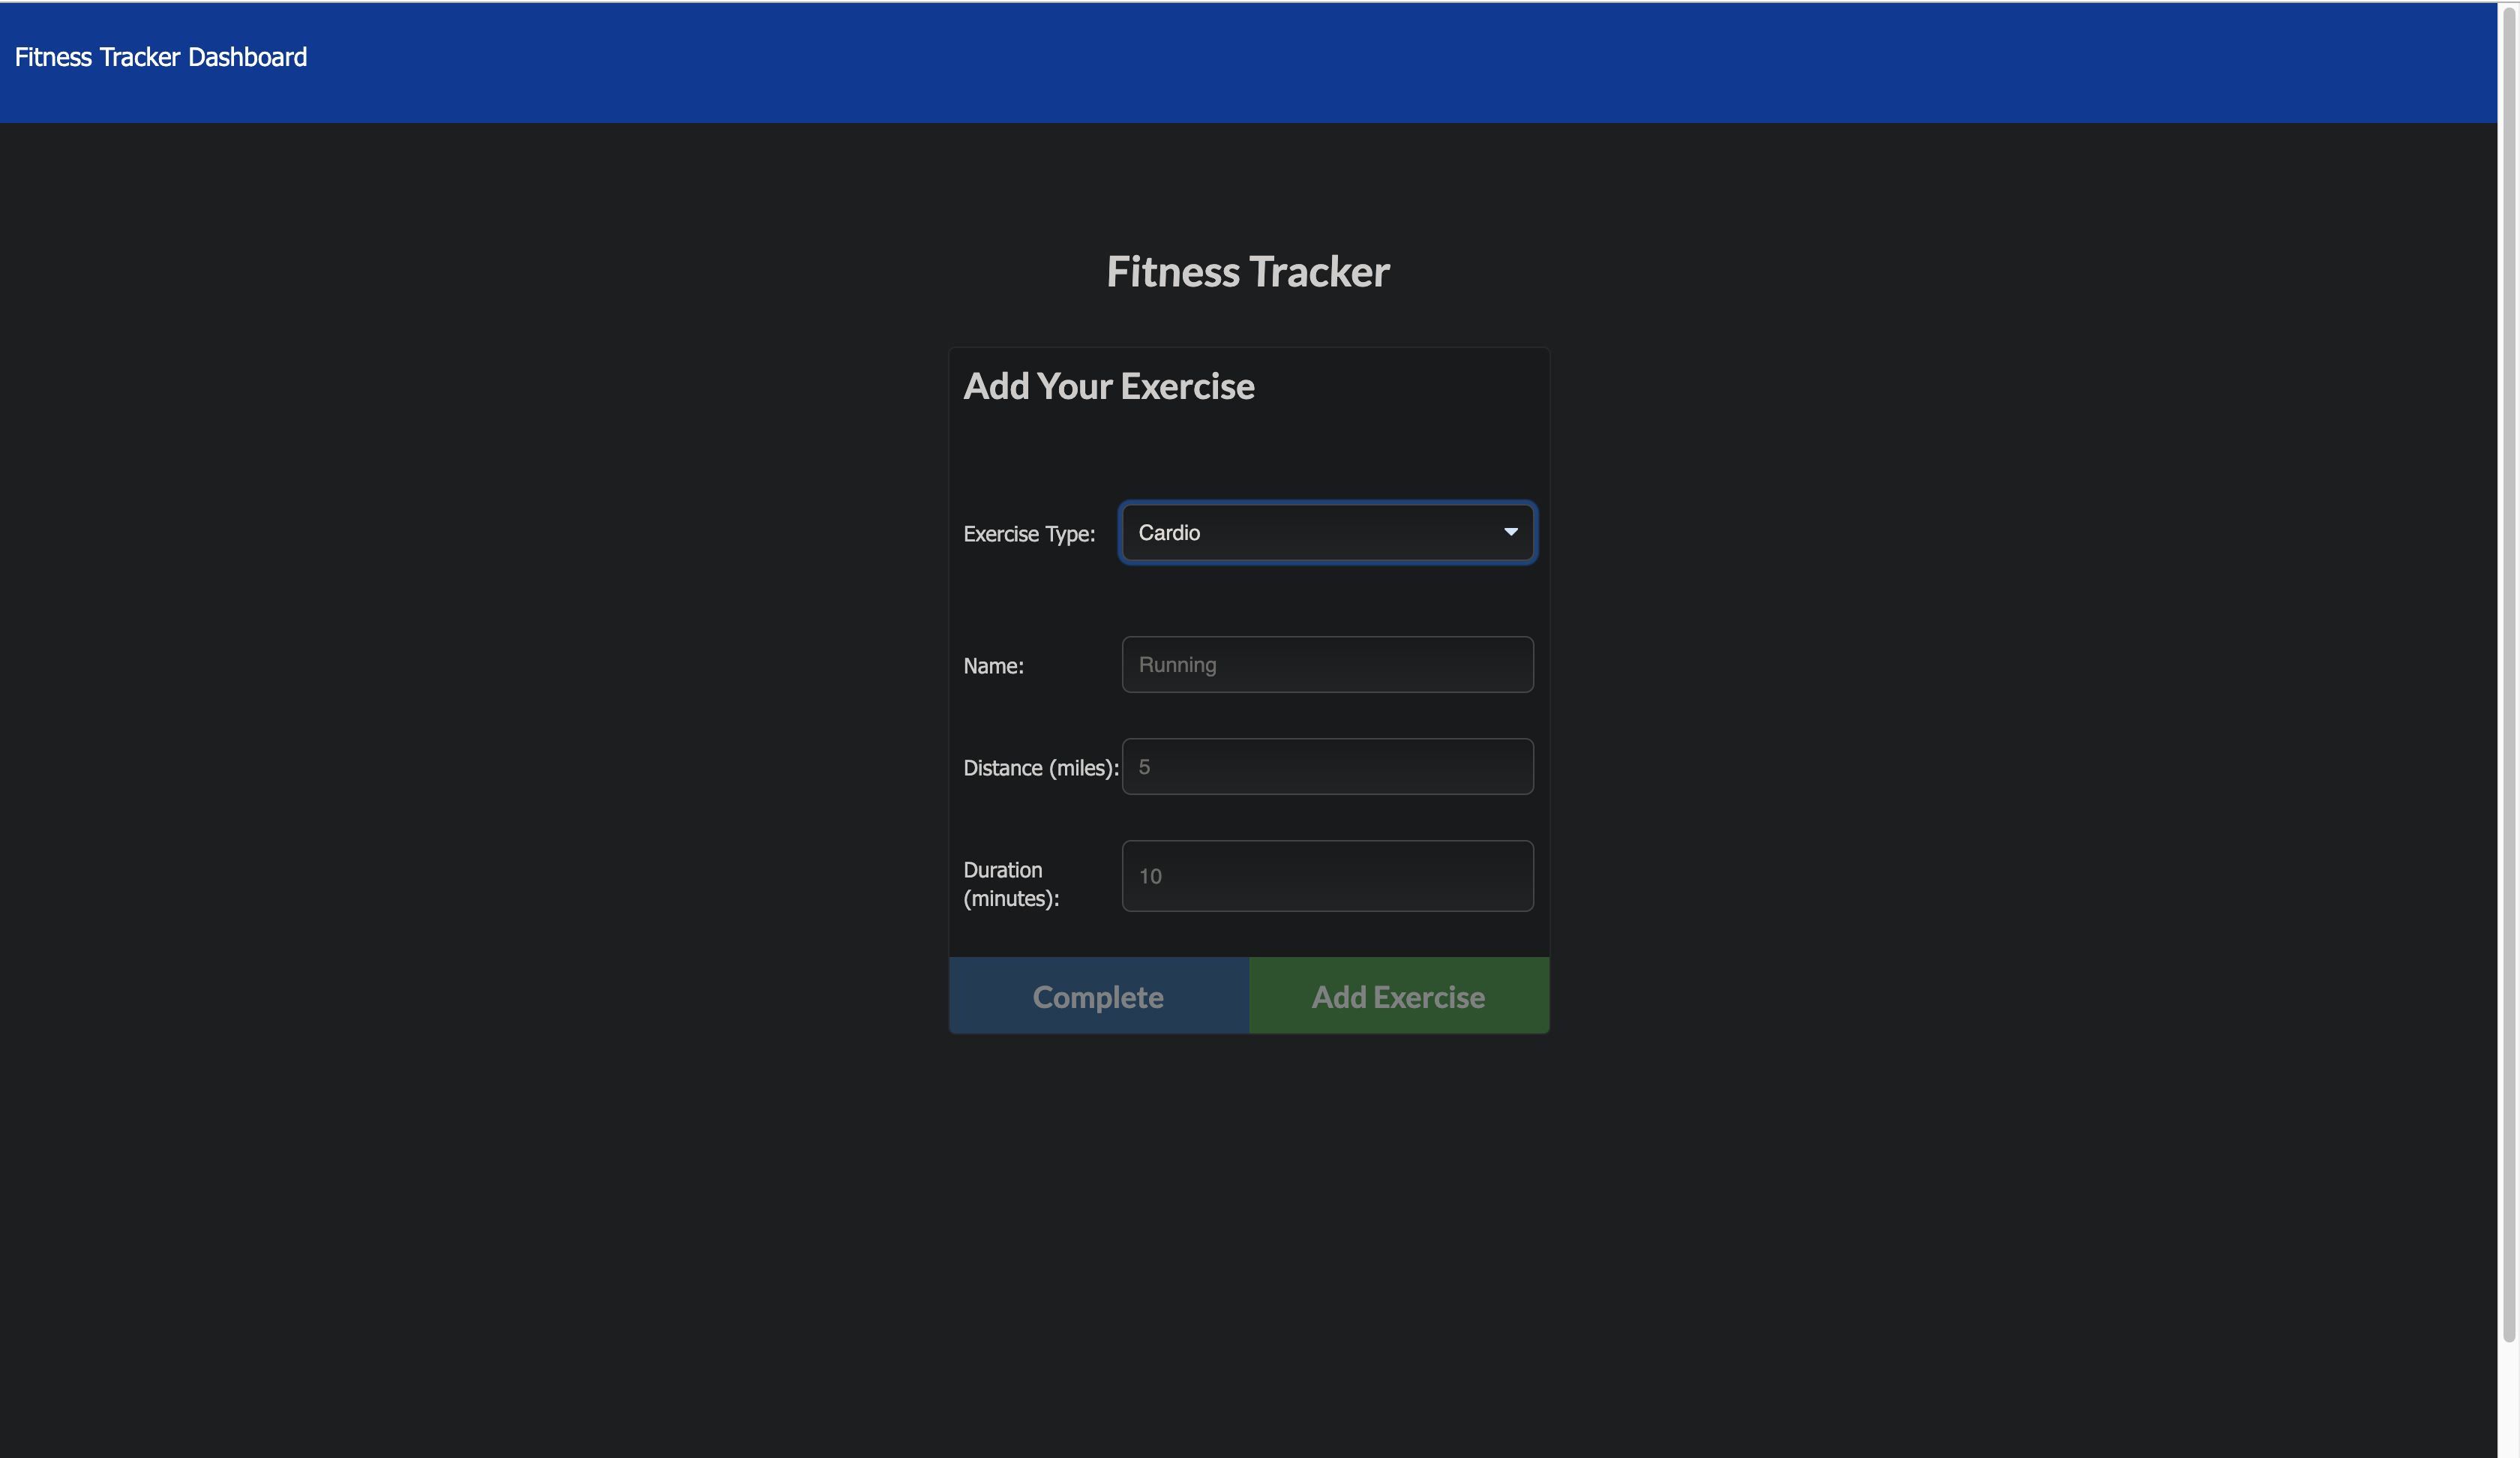 Fitness Tracker Dashboard
Fitness Tracker
Add Your Exercise
Exercise Type: Cardio
Name: Running
Distance (miles): 5
Duration (minutes): 10
Complete Add Exercise